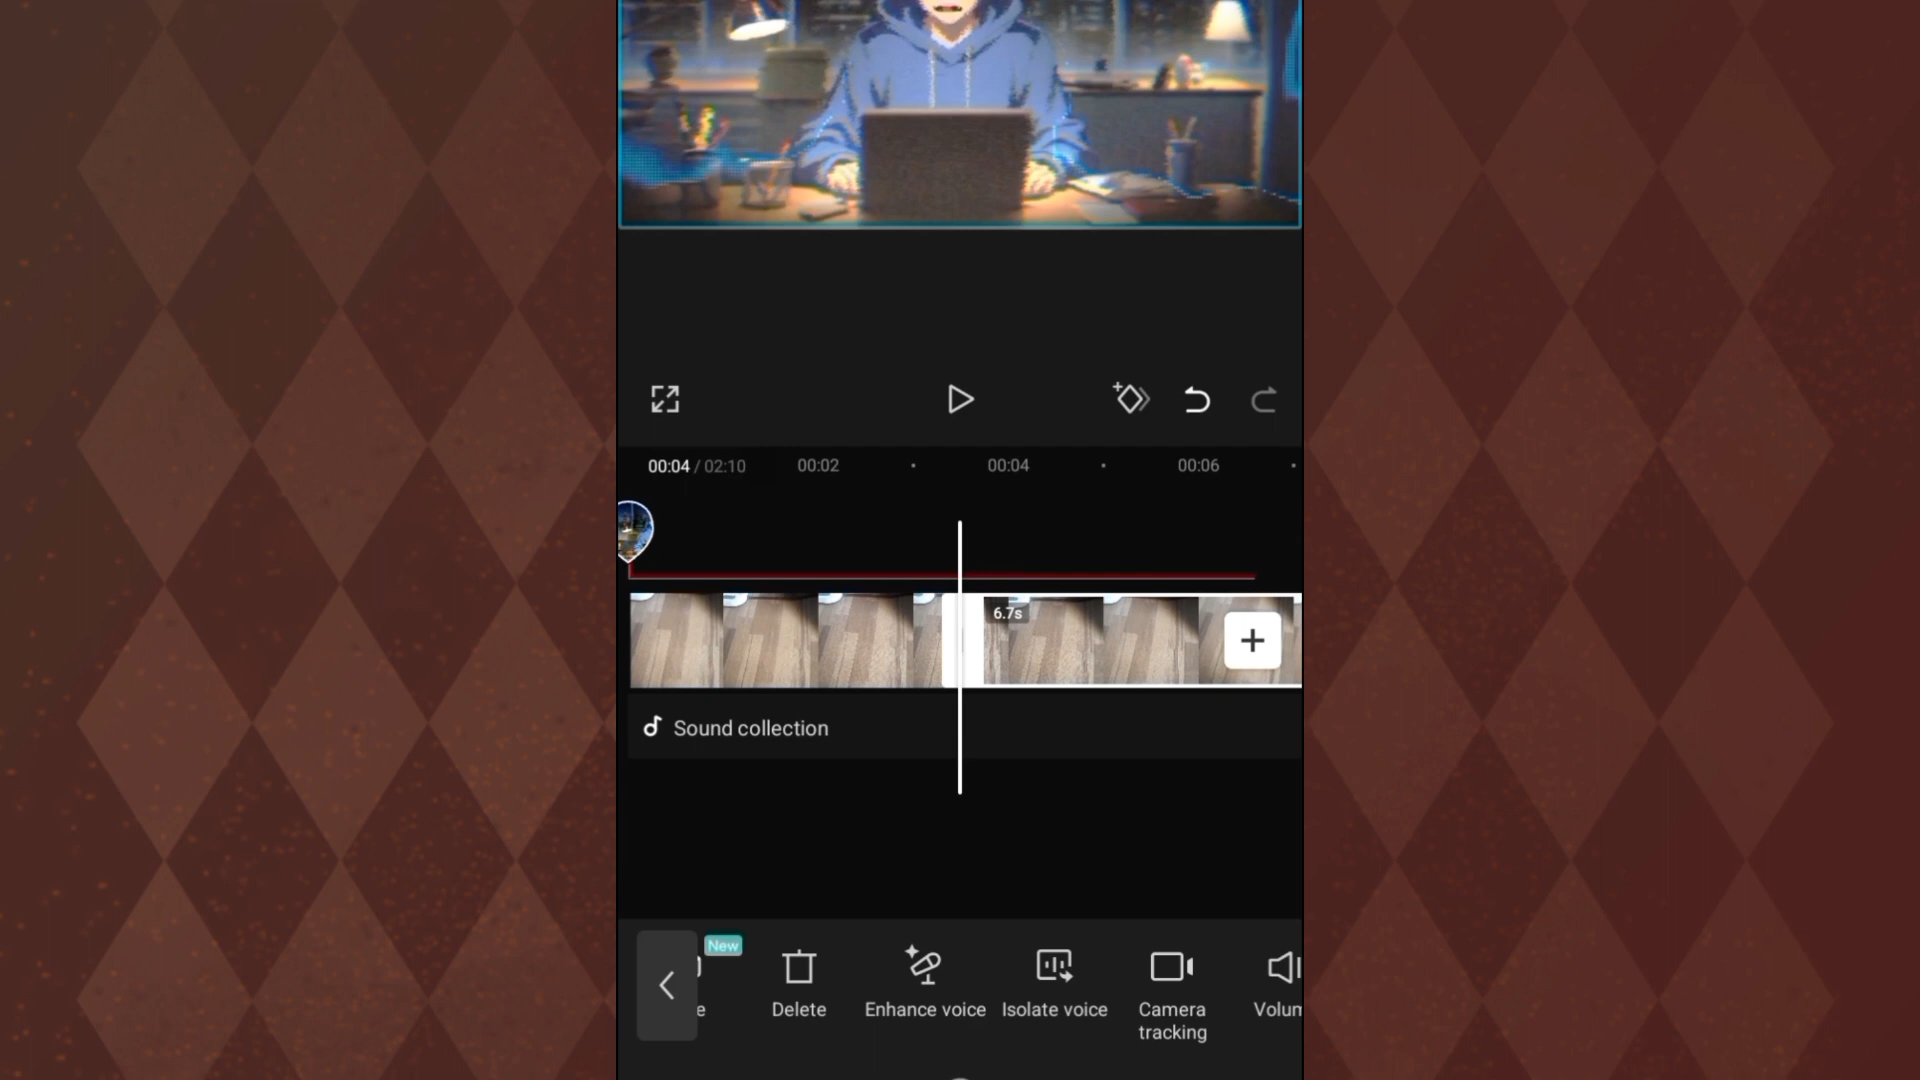 00:04 / 02:10 00:02 00:04 00:06
6.7s
Sound collection
New
e Delete Enhance voice Isolate voice Camera tracking Volum